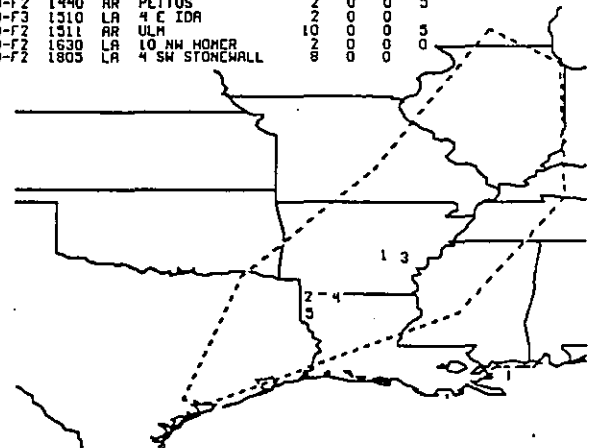 -F2 1440 AR PETTUS 2 0 0 5
-F3 1510 LA 4 E IDA 2 0 0
-F2 1511 AR ULM 10 0 0 5
-F2 1630 LA 10 NW HOMER 2 0 0 0
-F2 1805 LA 4 SW STONEWALL 8 0 0
1 3
2 4
5